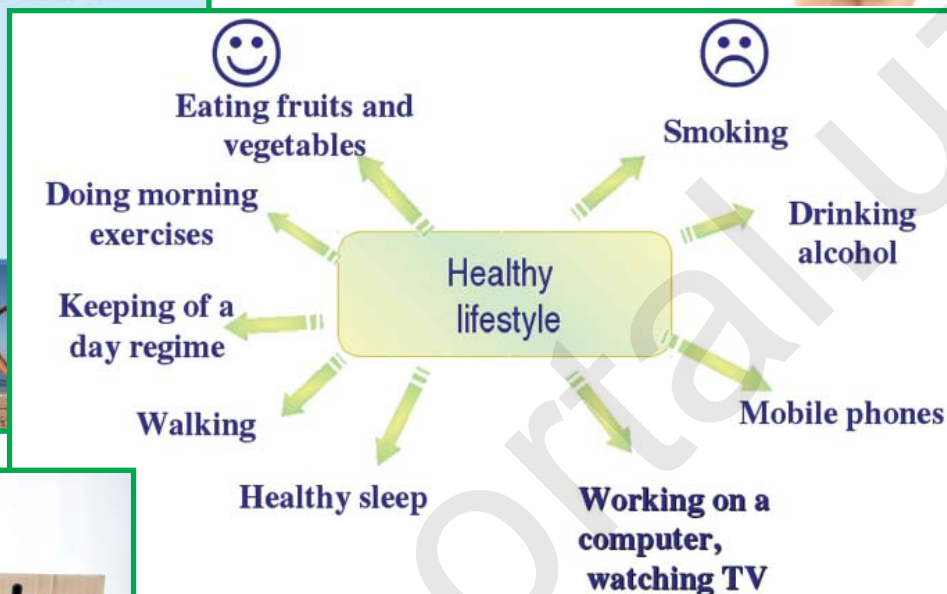 Eating fruits and
vegetables
Doing morning
exercises
Keeping of a
day regime
Walking
Healthy sleep
Healthy
lifestyle
Smoking
Drinking
alcohol
Mobile phones
Working on a
computer,
watching TV